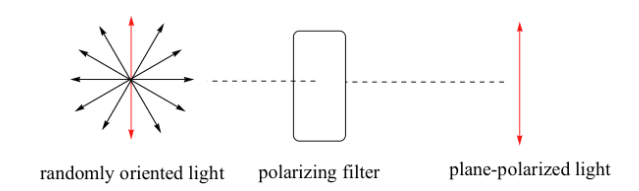 randomly oriented light
polarizing filter
plane-polarized light